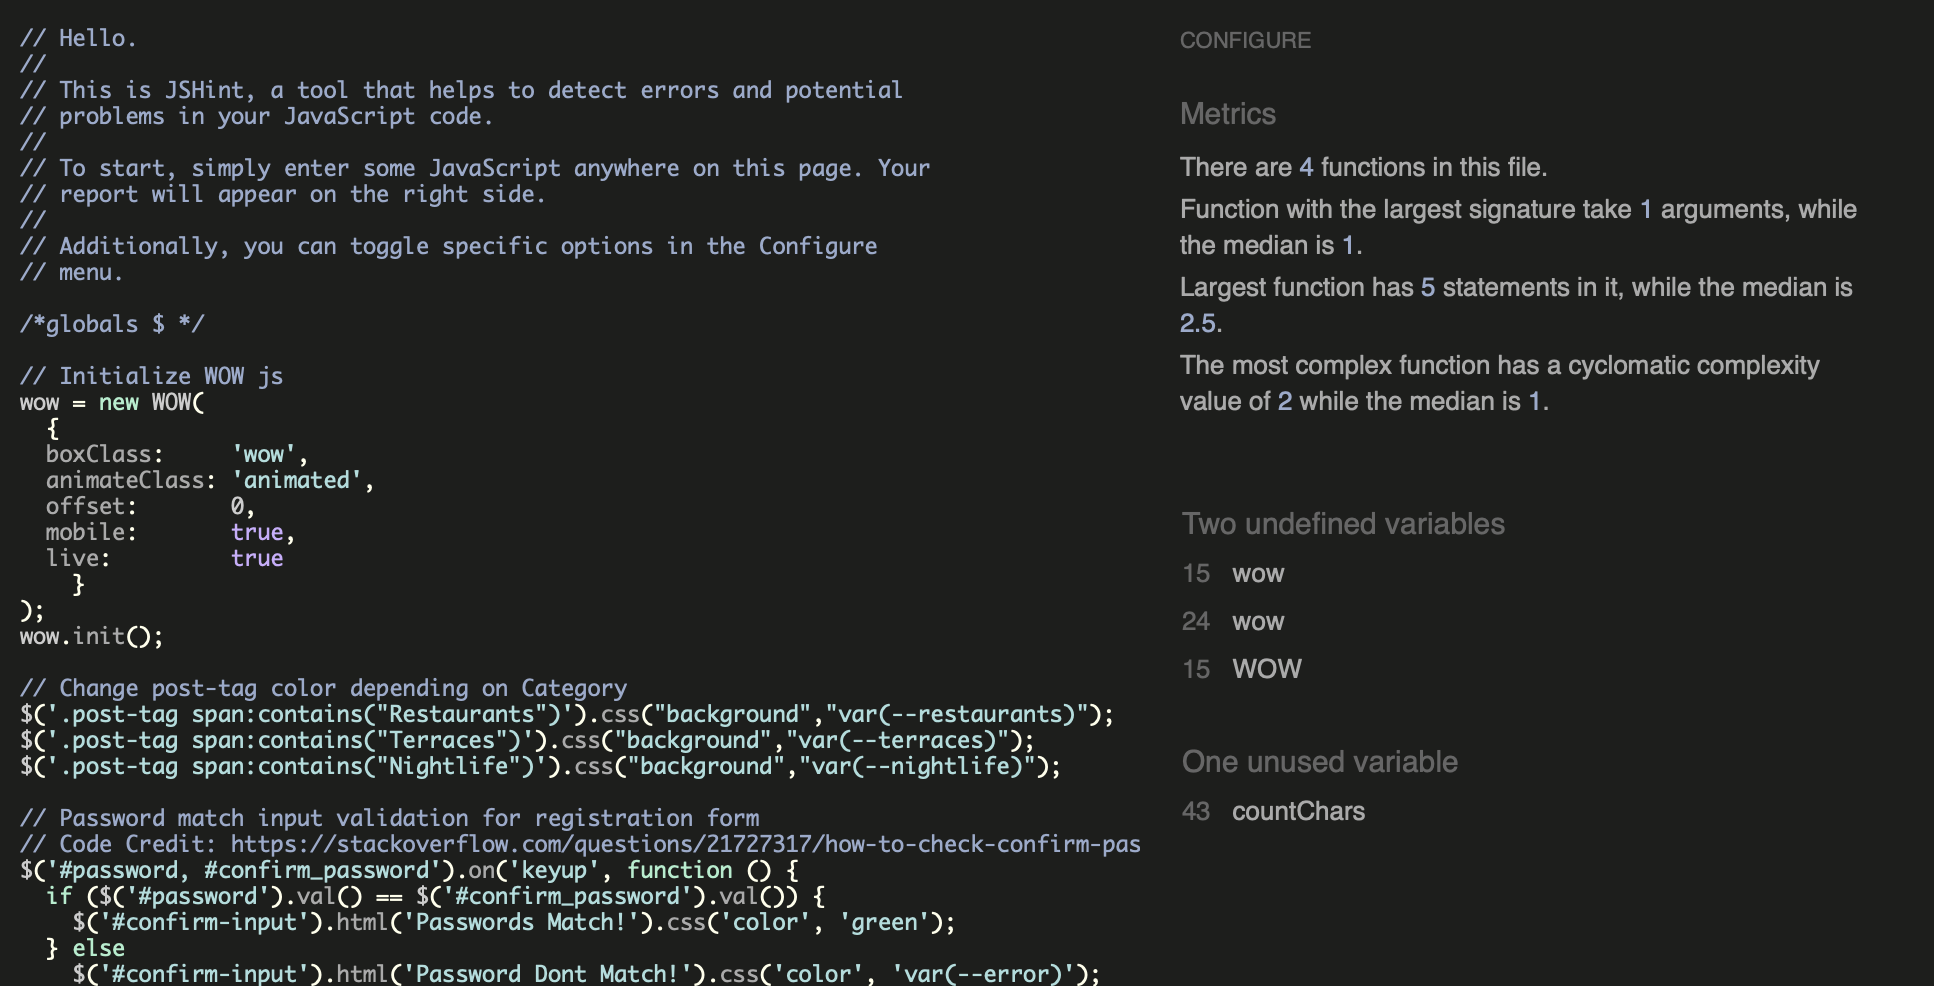 // Hello.
//
// This is JSHint, a tool that helps to detect errors and potential
// problems in your JavaScript code.
//
// To start, simply enter some JavaScript anywhere on this page. Your
// report will appear on the right side.
//
// Additionally, you can toggle specific options in the Configure
// menu.
/*globals $ */
// Initialize WOW js
wow = new WOW(
{
boxClass: 'wow',
animateClass: 'animated',
offset: 0,
mobile: true,
live: true
}
);
wow.init();
// Change post-tag color depending on Category
$('.post-tag span:contains("Restaurants")').css("background","var(--restaurants)");
$('.post-tag span:contains("Terraces")').css("background","var(--terraces)");
$('.post-tag span:contains("Nightlife")').css("background","var(--nightlife)");
// Password match input validation for registration form
// Code Credit: https://stackoverflow.com/questions/21727317/how-to-check-confirm-pas
$('#password, #confirm_password').on('keyup', function () {
if ($('#password').val() == $('#confirm_password').val()) {
$('#confirm-input').html('Passwords Match!').css('color', 'green');
} else
$('#confirm-input').html('Password Dont Match!').css('color', 'var(--error)');
CONFIGURE
Metrics
There are 4 functions in this file.
Function with the largest signature take 1 arguments, while
the median is 1.
Largest function has 5 statements in it, while the median is
2.5.
The most complex function has a cyclomatic complexity
value of 2 while the median is 1.
Two undefined variables
15 wow
24 wow
15 WOW
One unused variable
43 countChars